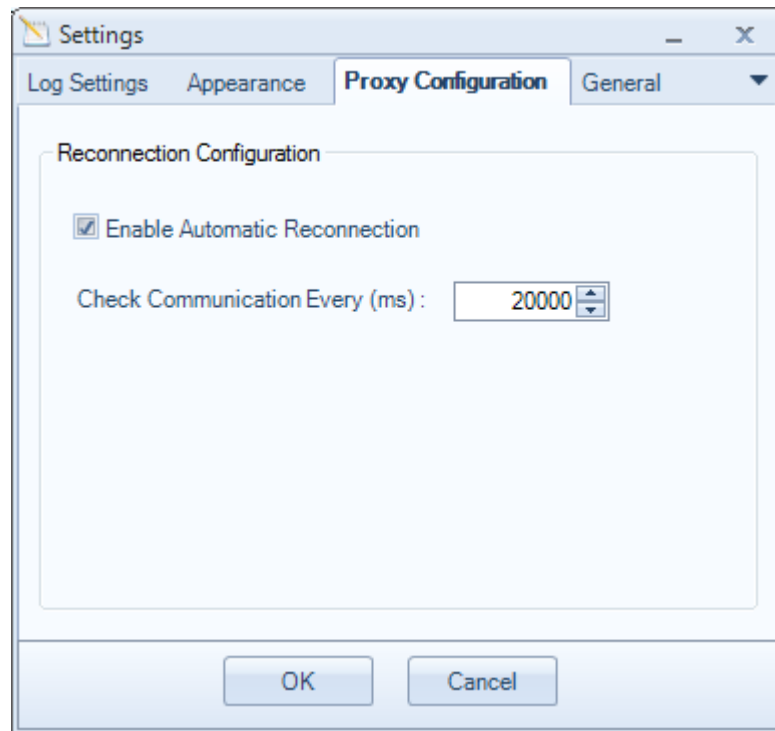 Settings
Log Settings Appearance Proxy Configuration General
Reconnection Configuration
Enable Automatic Reconnection
Check Communication Every (ms) : 20000
OK Cancel